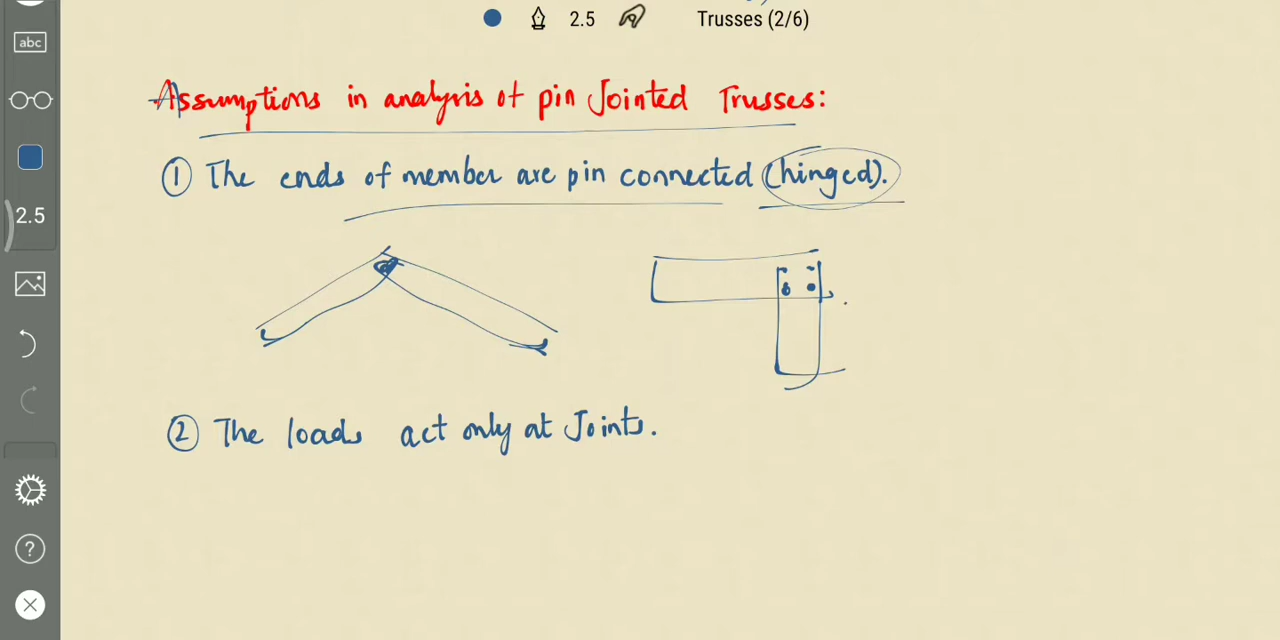 2.5 Trusses (2/6)
abc
Assumptions in analysis of pin Jointed Trusses:
① The ends of member are pin connected (hinged).
2.5
② The loads act only at Joints.
?